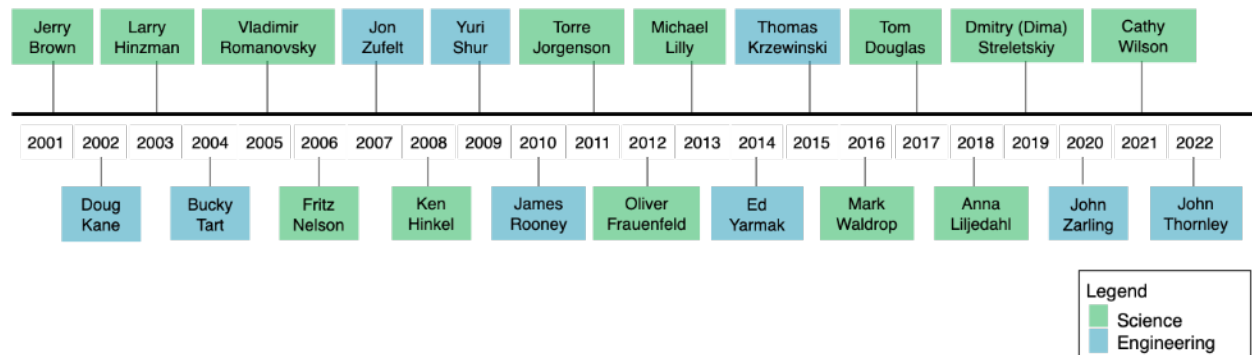 Jerry
Brown
Larry
Hinzman
Vladimir
Romanovsky
Jon
Zufelt
Yuri
Shur
Torre
Jorgenson
Michael
Lilly
Thomas
Krzewinski
Tom
Douglas
Dmitry (Dima)
Streletskiy
Cathy
Wilson
2001 2002 2003 2004 2005 2006 2007 2008 2009 2010 2011 2012 2013 2014 2015 2016 2017 2018 2019 2020 2021 2022
Doug
Kane
Bucky
Tart
Fritz
Nelson
Ken
Hinkel
James
Rooney
Oliver
Frauenfeld
Ed
Yarmak
Mark
Waldrop
Anna
Liljedahl
John
Zarling
John
Thornley
Legend
Science
Engineering